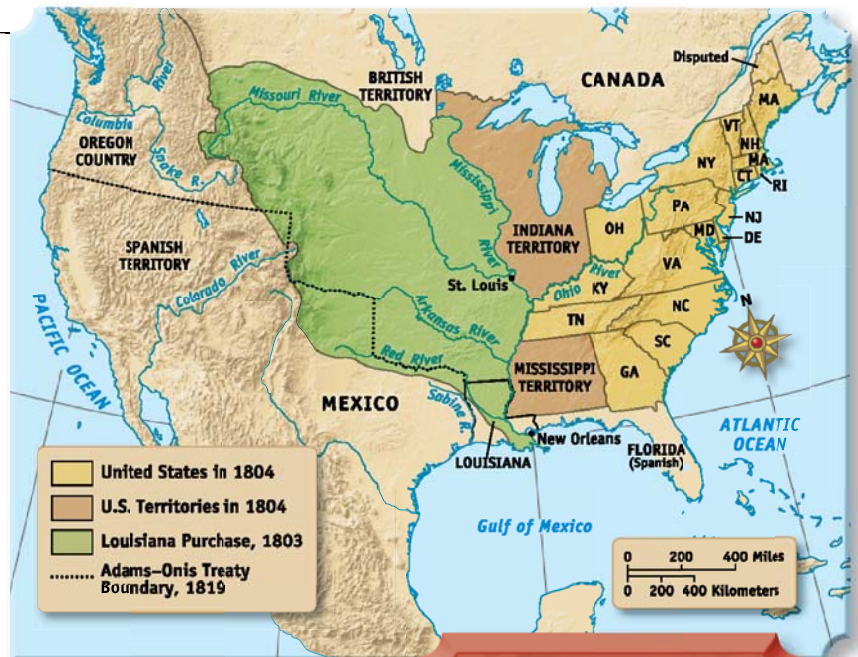 Disputed
BRITISH
TERRITORY
CANADA
River
Missouri River
MA
Columbia
VT
NH
OREGON
COUNTRY
Snake R.
Mississippi
River
NY
MA
CT
RI
PA
NJ
OH
MD
DE
INDIANA
TERRITORY
SPANISH
TERRITORY
VA
Colorado River
St. Louis
Ohio River
KY
N
PACIFIC OCEAN
Arkansas River
NC
TN
SC
Red River
MISSISSIPPI
TERRITORY
GA
MEXICO
Sabine R.
ATLANTIC
OCEAN
New Orleans
FLORIDA
(Spanish)
LOUISIANA
United States in 1804
U.S. Territories in 1804
Louisiana Purchase, 1803
Adams–Onis Treaty
Boundary, 1819
Gulf of Mexico
0 200 400 Miles
0 200 400 Kilometers